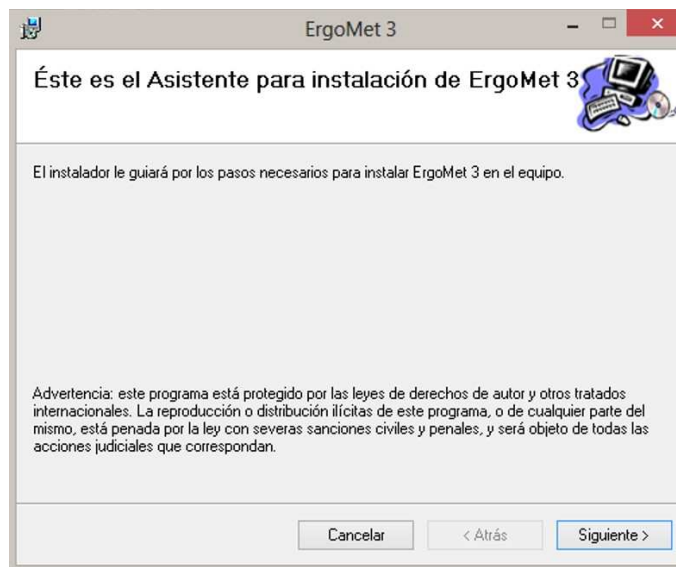 ErgoMet 3
Éste es el Asistente para instalación de ErgoMet 3
El instalador le guiará por los pasos necesarios para instalar ErgoMet 3 en el equipo.
Advertencia: este programa está protegido por las leyes de derechos de autor y otros tratados
internacionales. La reproducción o distribución ilícitas de este programa, o de cualquier parte del
mismo, está penada por la ley con severas sanciones civiles y penales, y será objeto de todas las
acciones judiciales que correspondan.
Cancelar < Atrás Siguiente >